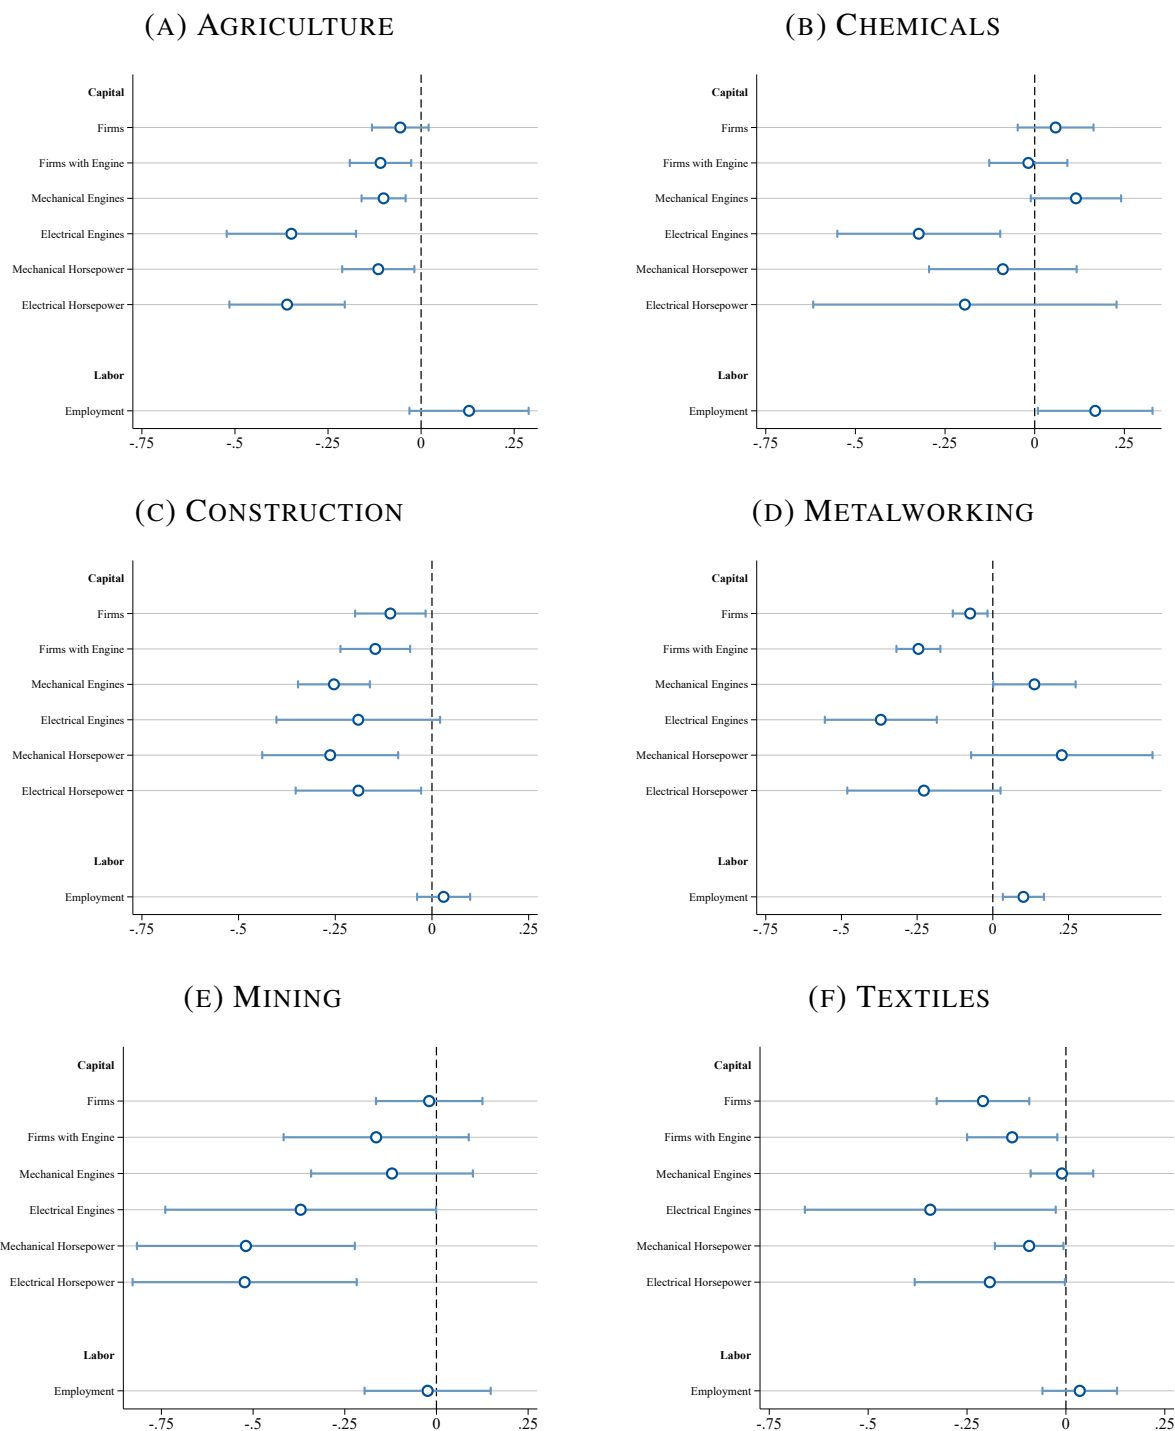 (A) AGRICULTURE
Capital
Firms
Firms with Engine
Mechanical Engines
Electrical Engines
Mechanical Horsepower
Electrical Horsepower
Labor
Employment
-.75 -.5 -.25 0 .25
(B) CHEMICALS
Capital
Firms
Firms with Engine
Mechanical Engines
Electrical Engines
Mechanical Horsepower
Electrical Horsepower
Labor
Employment
-.75 -.5 -.25 0 .25
(C) CONSTRUCTION
Capital
Firms
Firms with Engine
Mechanical Engines
Electrical Engines
Mechanical Horsepower
Electrical Horsepower
Labor
Employment
-.75 -.5 -.25 0 .25
(D) METALWORKING
Capital
Firms
Firms with Engine
Mechanical Engines
Electrical Engines
Mechanical Horsepower
Electrical Horsepower
Labor
Employment
-.75 -.5 -.25 0 .25
(E) MINING
Capital
Firms
Firms with Engine
Mechanical Engines
Electrical Engines
Mechanical Horsepower
Electrical Horsepower
Labor
Employment
-.75 -.5 -.25 0 .25
(F) TEXTILES
Capital
Firms
Firms with Engine
Mechanical Engines
Electrical Engines
Mechanical Horsepower
Electrical Horsepower
Labor
Employment
-.75 -.5 -.25 0 .25